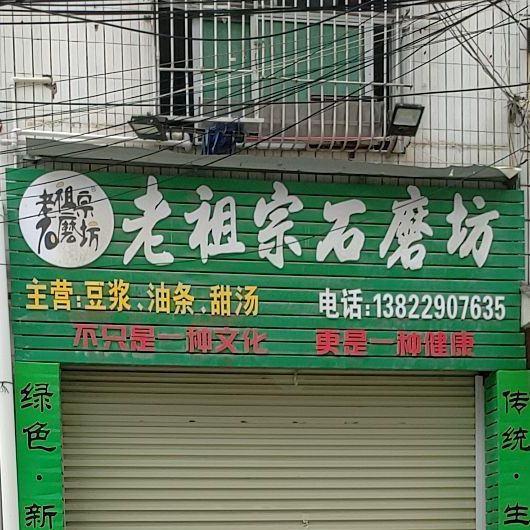 老祖宗石磨坊
老祖宗石磨坊
主营:豆浆、油条、甜汤
电话:13822907635
不只是一种文化 更是一种健康
绿色·新
传统·生